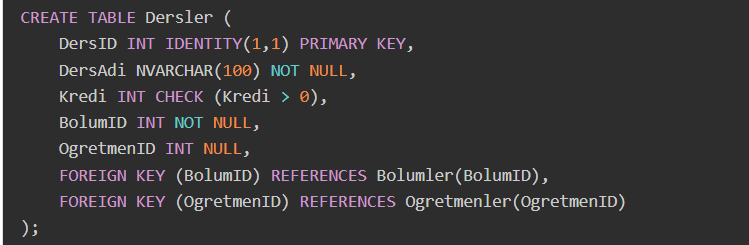 CREATE TABLE Dersler (
    DersID INT IDENTITY(1,1) PRIMARY KEY,
    DersAdi NVARCHAR(100) NOT NULL,
    Kredi INT CHECK (Kredi > 0),
    BolumID INT NOT NULL,
    OgretmenID INT NULL,
    FOREIGN KEY (BolumID) REFERENCES Bolumler(BolumID),
    FOREIGN KEY (OgretmenID) REFERENCES Ogretmenler(OgretmenID)
);